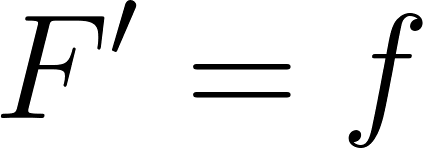 F′ = f